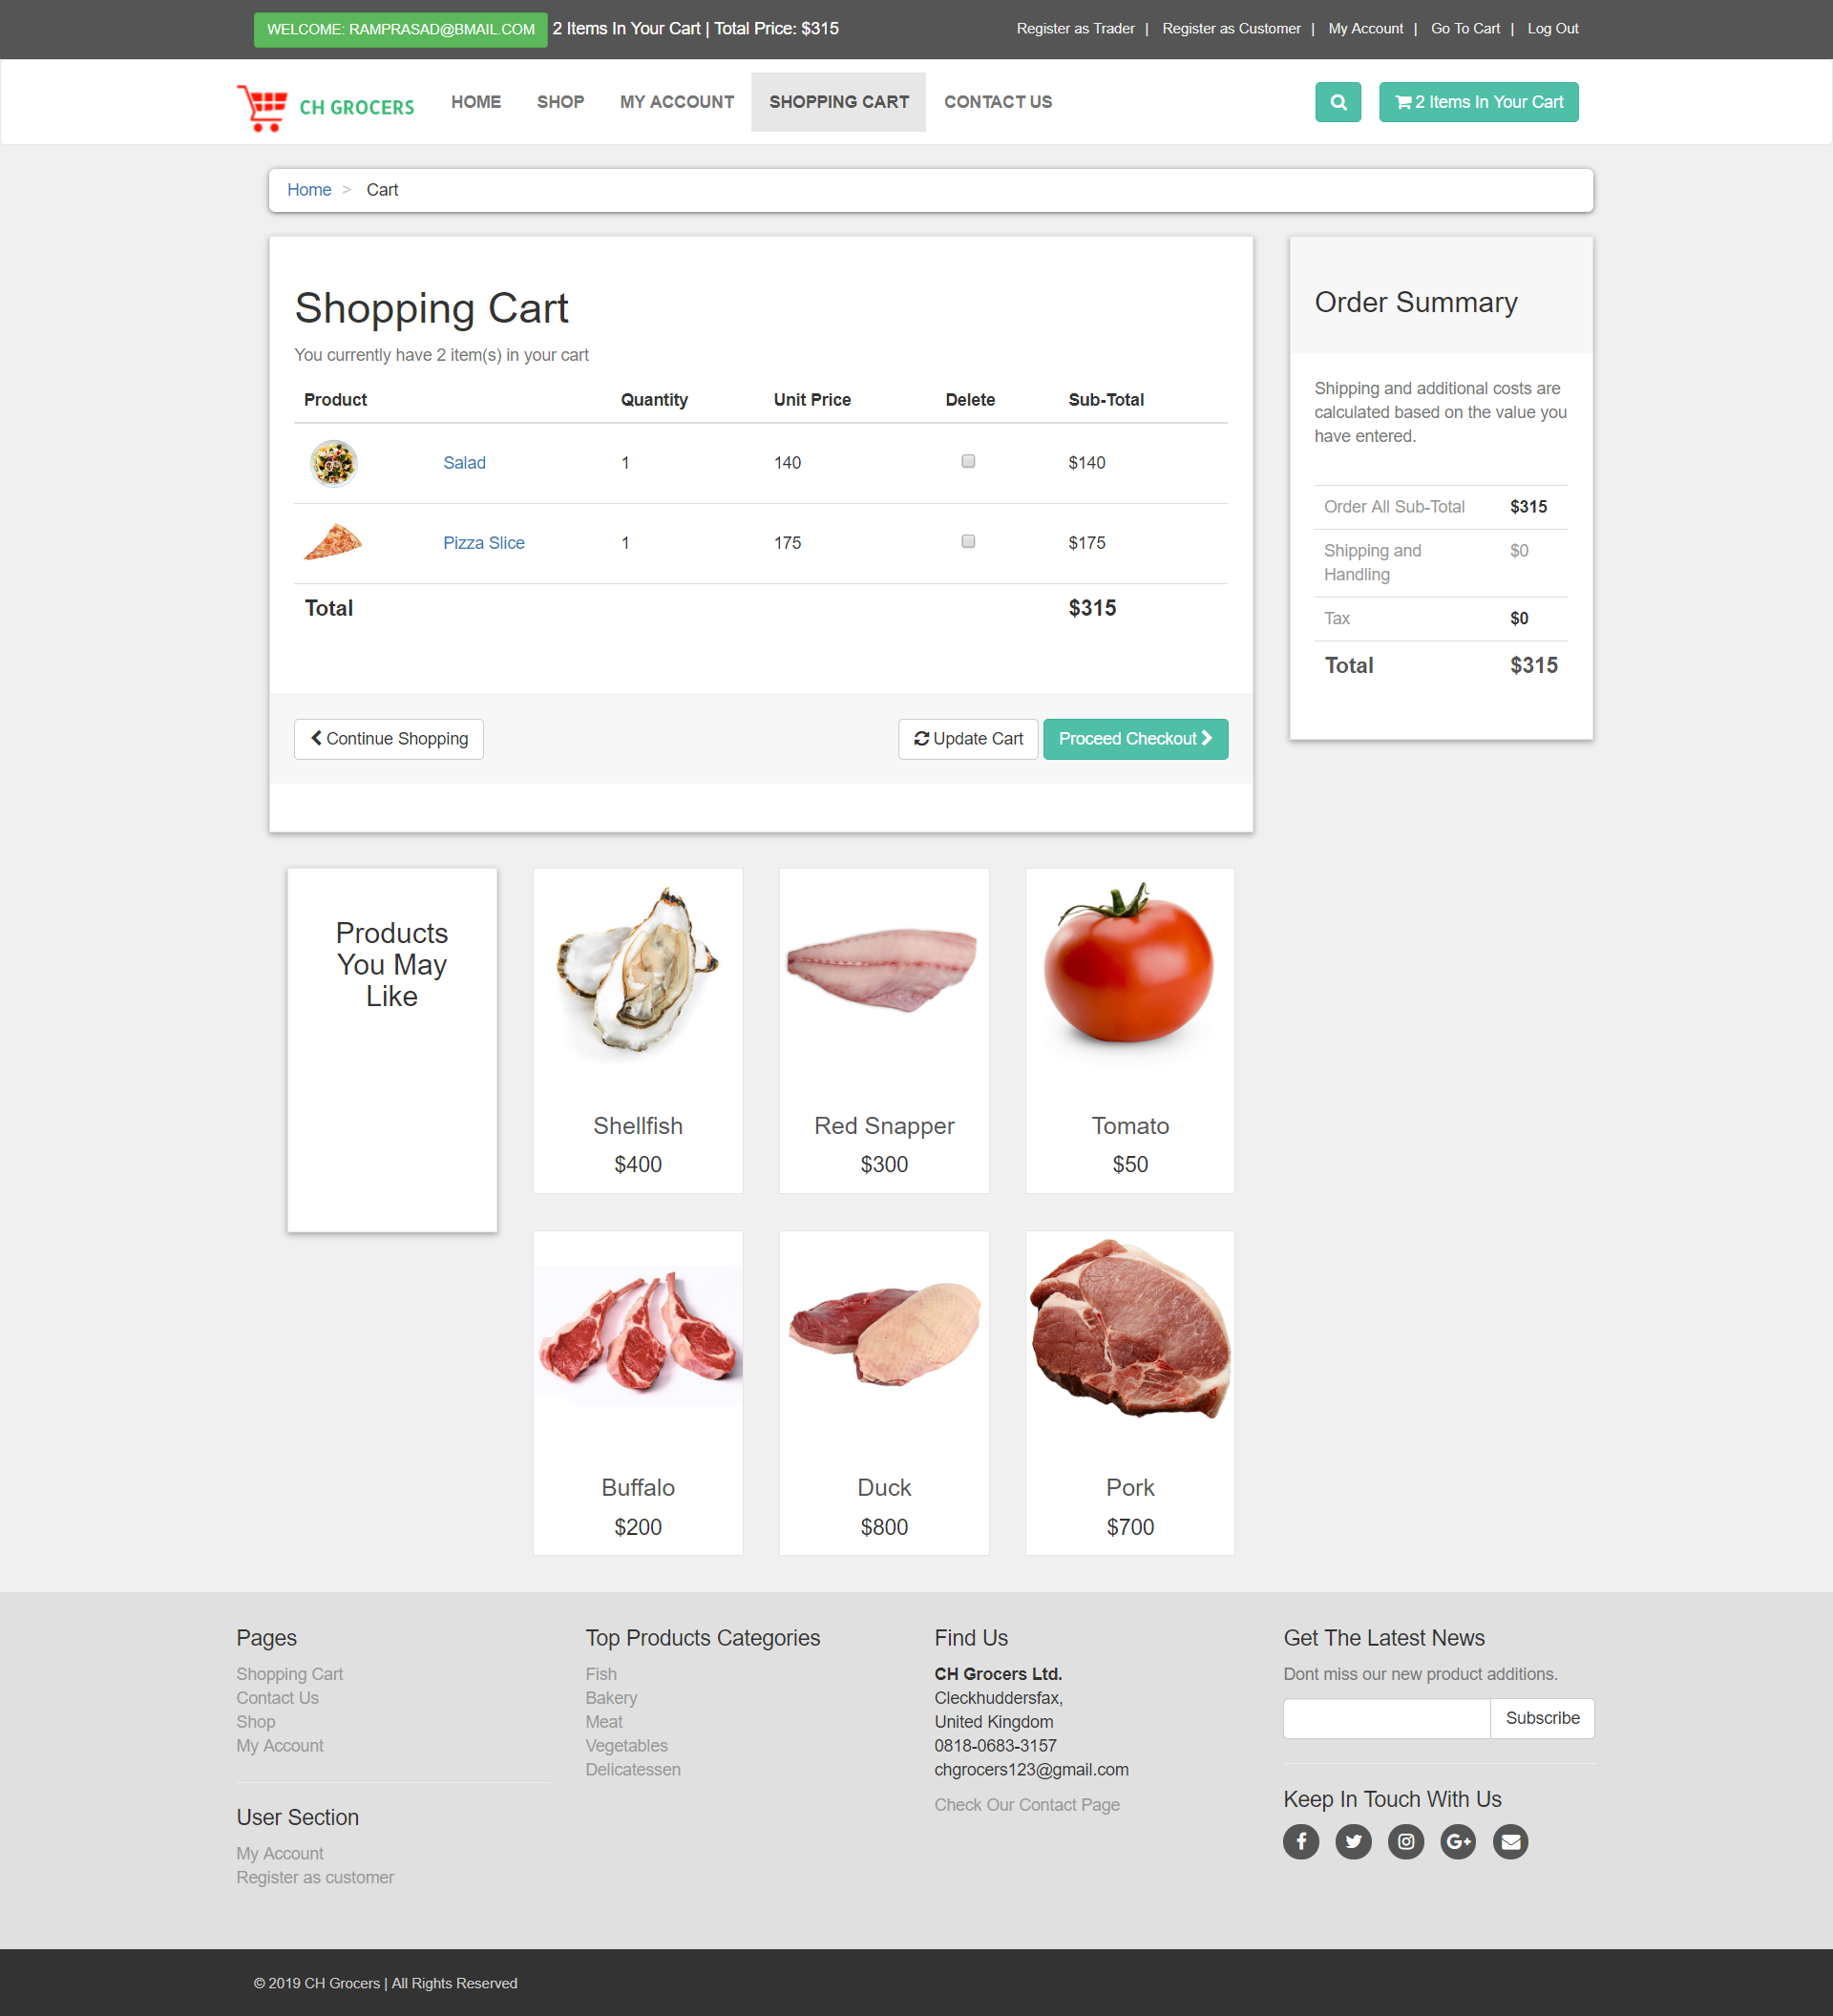 WELCOME: RAMPRASAD@BMAIL.COM 2 Items In Your Cart | Total Price: $315 Register as Trader | Register as Customer | My Account | Go To Cart | Log Out
CH GROCERS HOME SHOP MY ACCOUNT SHOPPING CART CONTACT US 2 Items In Your Cart
Home > Cart
Shopping Cart
You currently have 2 item(s) in your cart
Product Quantity Unit Price Delete Sub-Total
Salad 1 140 $140
Pizza Slice 1 175 $175
Total $315
Continue Shopping Update Cart Proceed Checkout
Order Summary
Shipping and additional costs are
calculated based on the value you
have entered.
Order All Sub-Total $315
Shipping and $0
Handling
Tax $0
Total $315
Products
You May
Like
Shellfish
$400
Red Snapper
$300
Tomato
$50
Buffalo
$200
Duck
$800
Pork
$700
Pages
Shopping Cart
Contact Us
Shop
My Account
User Section
My Account
Register as customer
Top Products Categories
Fish
Bakery
Meat
Vegetables
Delicatessen
Find Us
CH Grocers Ltd.
Cleckhuddersfax,
United Kingdom
0818-0683-3157
chgrocers123@gmail.com
Check Our Contact Page
Get The Latest News
Dont miss our new product additions.
Subscribe
Keep In Touch With Us
© 2019 CH Grocers | All Rights Reserved